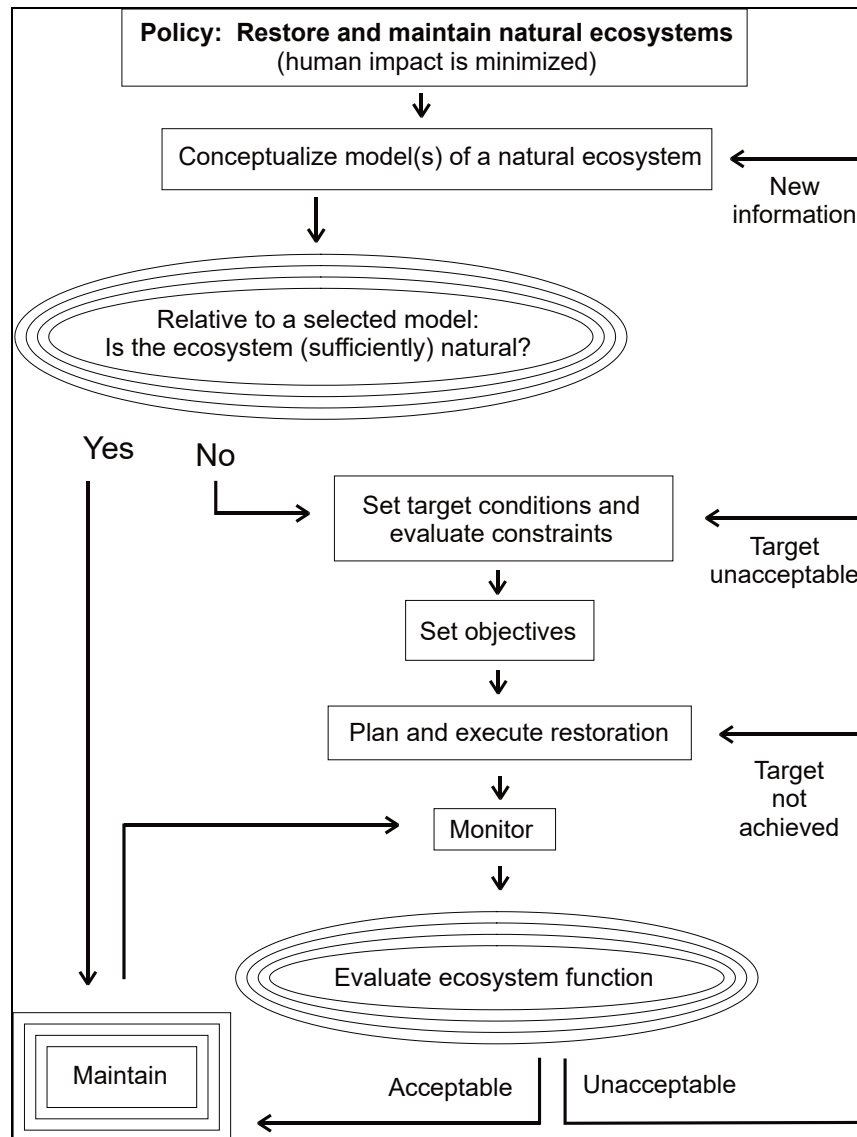 Policy:  Restore and maintain natural ecosystems
(human impact is minimized)
Conceptualize model(s) of a natural ecosystem
New
information
Relative to a selected model:
Is the ecosystem (sufficiently) natural?
Yes
No
Set target conditions and
evaluate constraints
Target
unacceptable
Set objectives
Plan and execute restoration
Target
not
achieved
Monitor
Evaluate ecosystem function
Maintain
Acceptable
Unacceptable